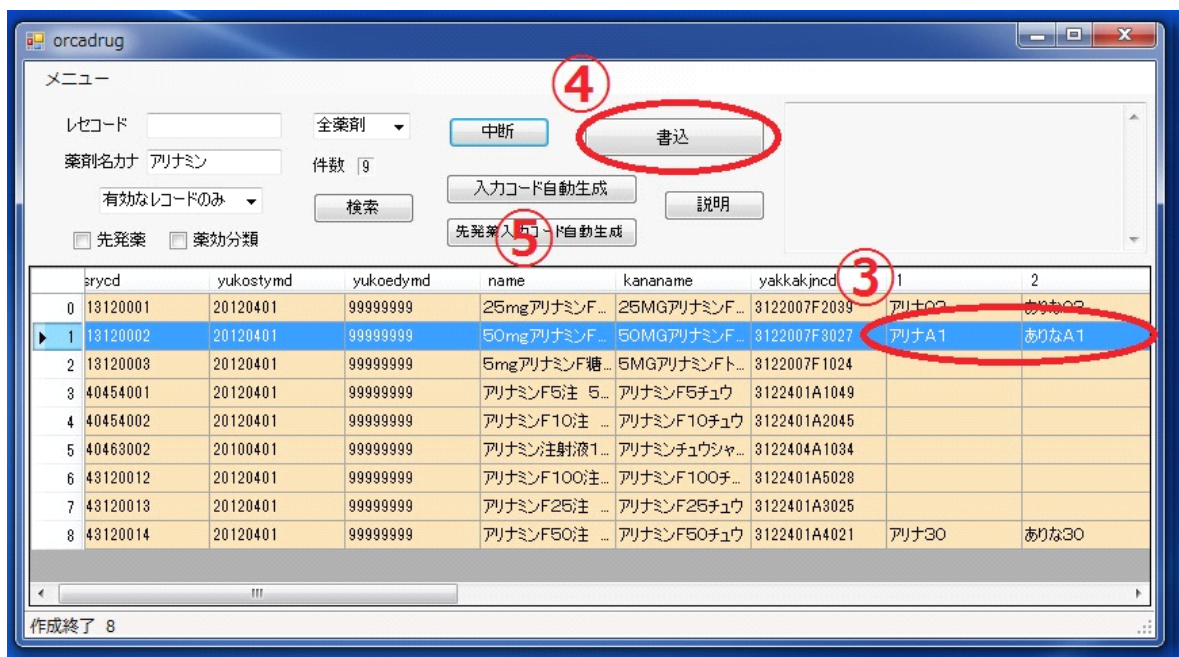 orcadrug
メニュー
④
レセコード 全薬剤 中断 書込
薬剤名カナ アリナミン 件数 9
入力コード自動生成
有効なレコードのみ 検索 説明
先発薬入力コード自動生成
⑤
先発薬 薬効分類
③
srycd yukostymd yukoedymd name kananame yakkakjncd 1 2
0 13120001 20120401 99999999 25mgアリナミンF... 25MGアリナミンF... 3122007F2039
1 13120002 20120401 99999999 50mgアリナミンF... 50MGアリナミンF... 3122007F3027 アリナA1 ありなA1
2 13120003 20120401 99999999 5mgアリナミンF糖... 5MGアリナミンFト... 3122007F1024
3 40454001 20120401 99999999 アリナミンF5注 5... アリナミンF5チュウ 3122401A1049
4 40454002 20120401 99999999 アリナミンF10注 ... アリナミンF10チュウ 3122401A2045
5 40463002 20100401 99999999 アリナミン注射液1... アリナミンチュウシャ... 3122404A1034
6 43120012 20120401 99999999 アリナミンF100注... アリナミンF100チ... 3122401A5028
7 43120013 20120401 99999999 アリナミンF25注 ... アリナミンF25チュウ 3122401A3025
8 43120014 20120401 99999999 アリナミンF50注 ... アリナミンF50チュウ 3122401A4021 アリナ30 ありな30
作成終了 8